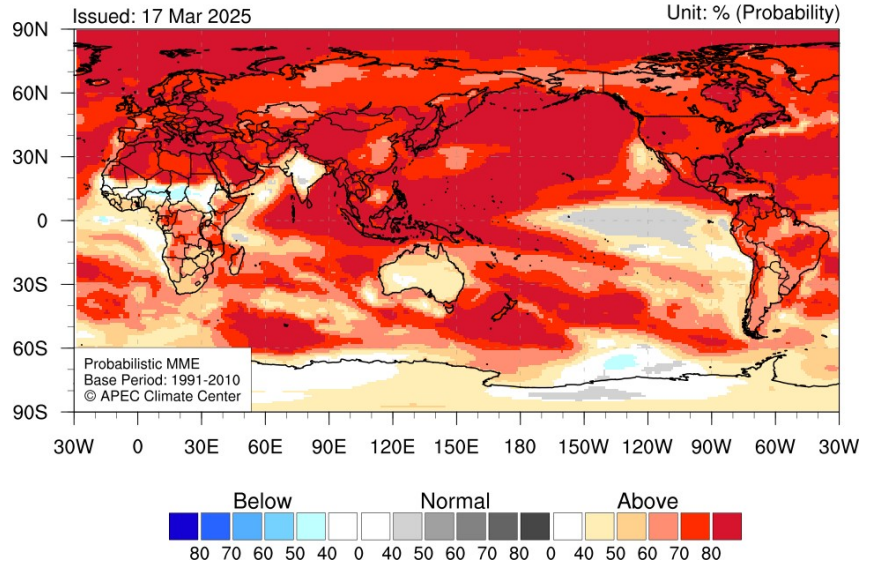 Issued: 17 Mar 2025
Unit: % (Probability)
90N
60N
30N
0
30S
60S
90S
Probabilistic MME
Base Period: 1991-2010
© APEC Climate Center
30W 0 30E 60E 90E 120E 150E 180 150W 120W 90W 60W 30W
Below Normal Above
80 70 60 50 40 0 40 50 60 70 80 0 40 50 60 70 80